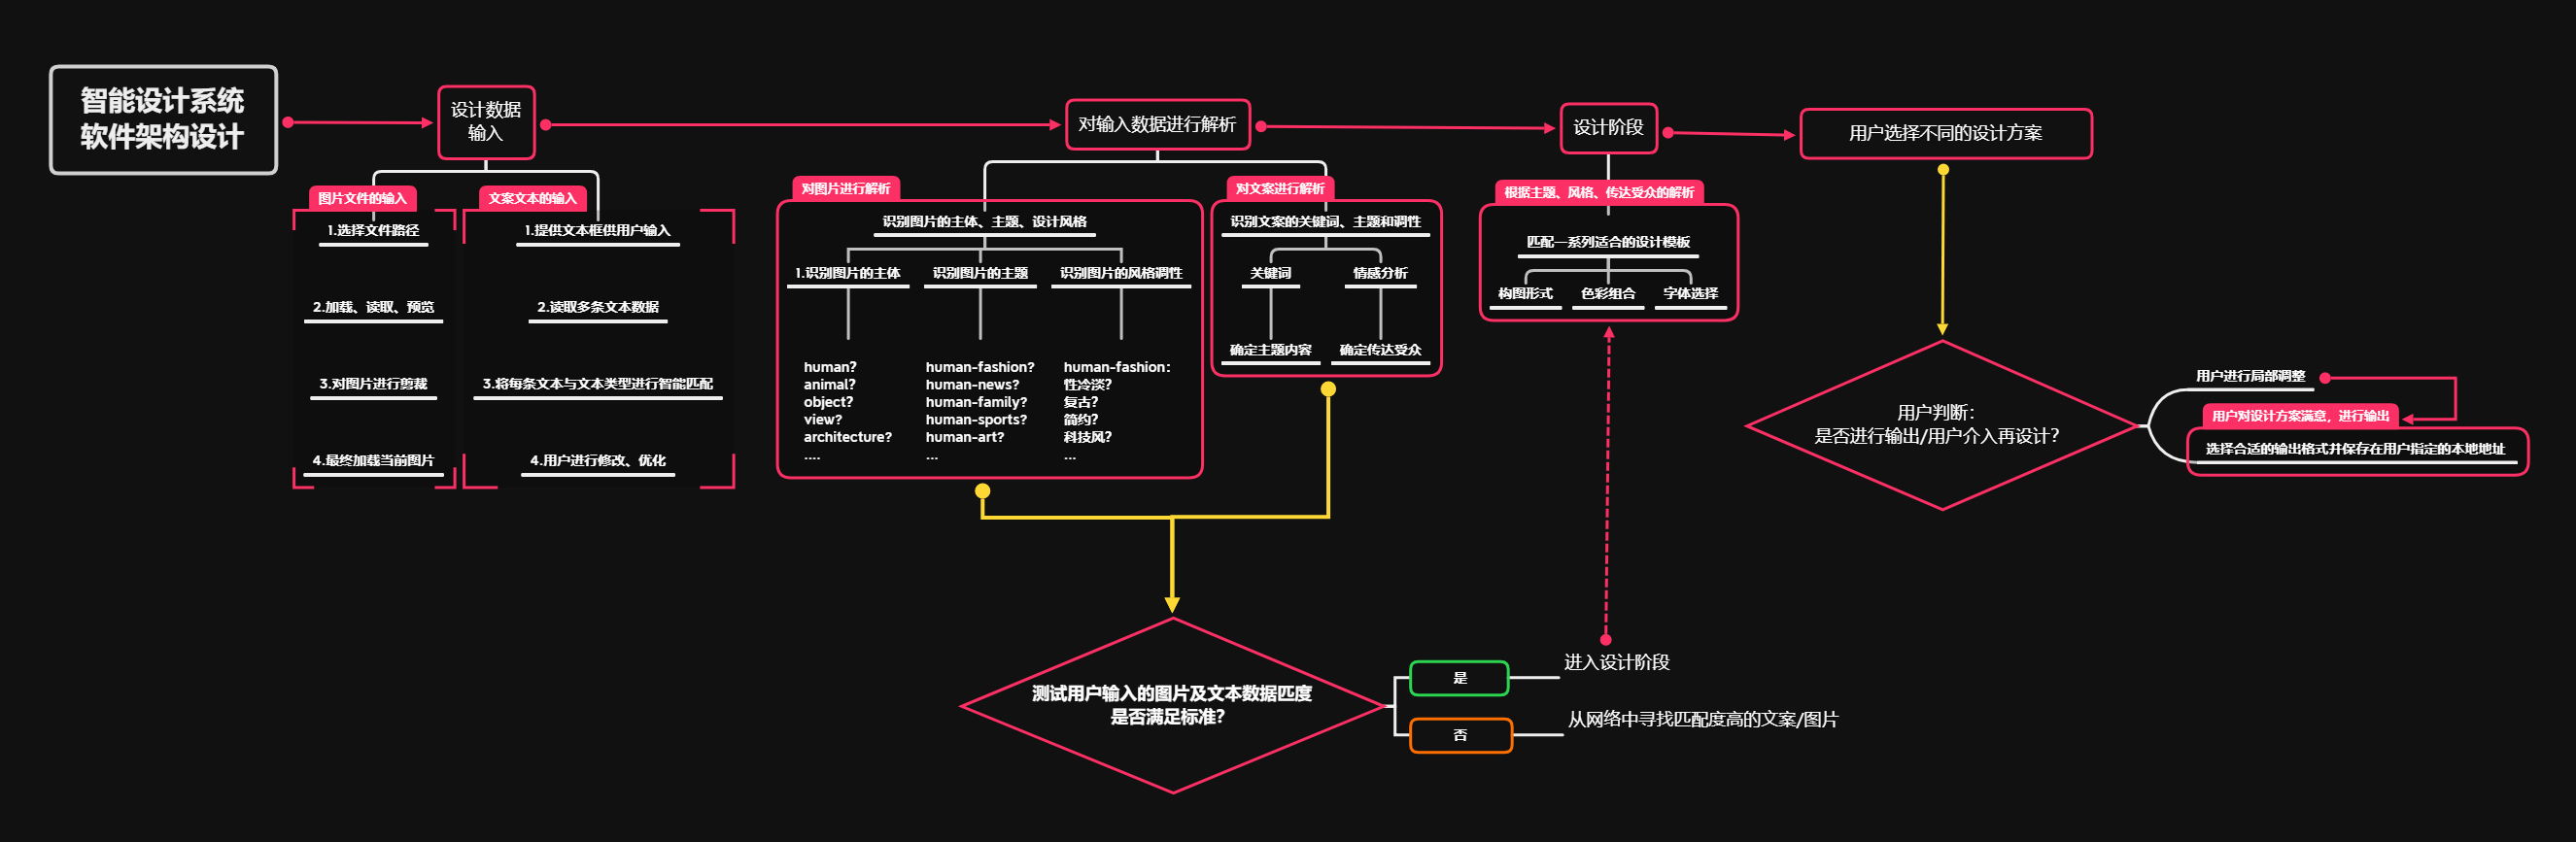 智能设计系统
软件架构设计
设计数据
输入
图片文件的输入
1.选择文件路径
2.加载、读取、预览
3.对图片进行剪裁
4.最终加载当前图片
文案文本的输入
1.提供文本框供用户输入
2.读取多条文本数据
3.将每条文本与文本类型进行智能匹配
4.用户进行修改、优化
对输入数据进行解析
对图片进行解析
识别图片的主体、主题、设计风格
1.识别图片的主体
human?
animal?
object?
view?
architecture?
....
识别图片的主题
human-fashion?
human-news?
human-family?
human-sports?
human-art?
...
识别图片的风格调性
human-fashion:
性冷淡?
复古?
简约?
科技风?
...
对文案进行解析
识别文案的关键词、主题和调性
关键词
确定主题内容
情感分析
确定传达受众
测试用户输入的图片及文本数据匹度
是否满足标准?
是
进入设计阶段
否
从网络中寻找匹配度高的文案/图片
设计阶段
根据主题、风格、传达受众的解析
匹配一系列适合的设计模板
构图形式
色彩组合
字体选择
用户选择不同的设计方案
用户判断:
是否进行输出/用户介入再设计?
用户进行局部调整
用户对设计方案满意，进行输出
选择合适的输出格式并保存在用户指定的本地地址